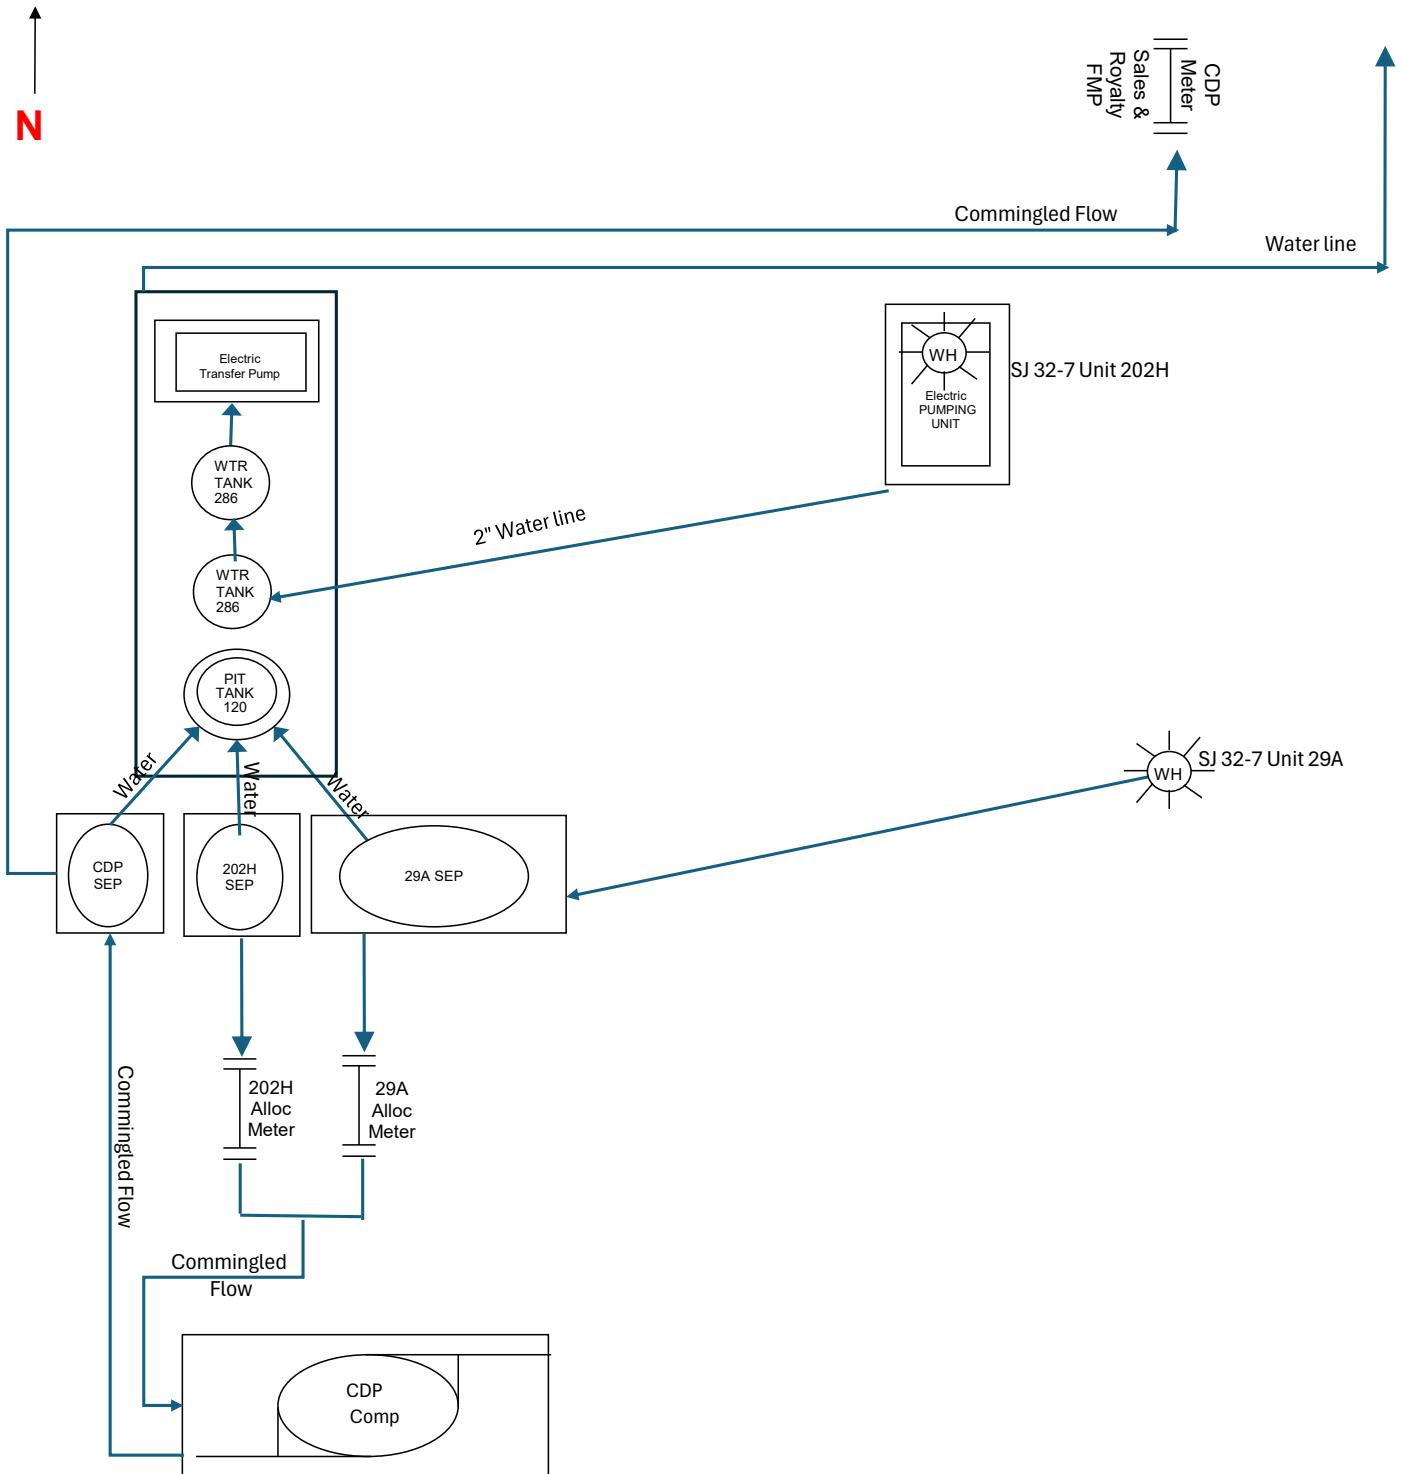 N
CDP
Meter
Sales &
Royalty
FMP
Commingled Flow
Water line
Electric
Transfer Pump
WH
SJ 32-7 Unit 202H
Electric
PUMPING
UNIT
WTR
TANK
286
2" Water line
WTR
TANK
286
PIT
TANK
120
WH
SJ 32-7 Unit 29A
Water
Water
Water
CDP
SEP
202H
SEP
29A SEP
Commingled Flow
202H
Alloc
Meter
29A
Alloc
Meter
Commingled
Flow
CDP
Comp